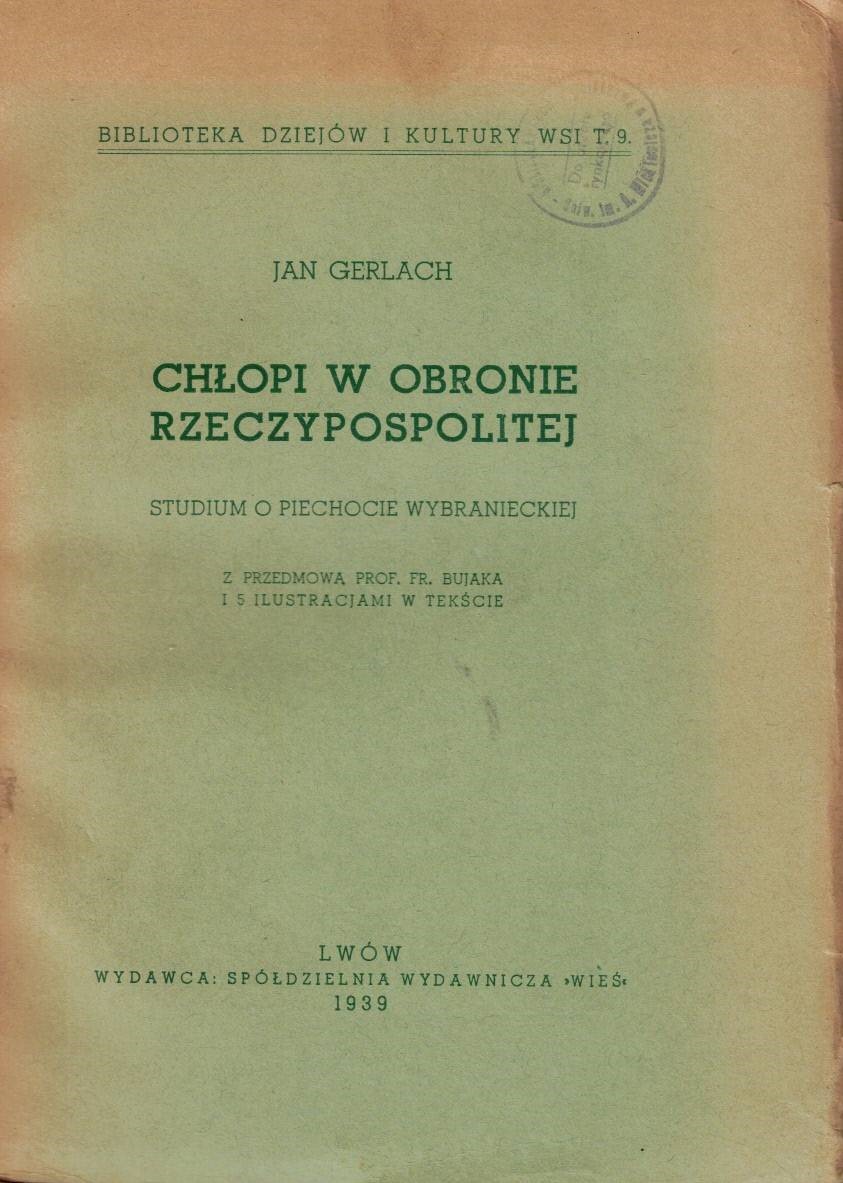 BIBLIOTEKA DZIEJÓW I KULTURY WSI T. 9.
JAN GERLACH
CHŁOPI W OBRONIE
RZECZYPOSPOLITEJ
STUDIUM O PIECHOCIE WYBRANIECKIEJ
Z PRZEDMOWĄ PROF. FR. BUJAKA
I 5 ILUSTRACJAMI W TEKŚCIE
LWÓW
WYDAWCA: SPÓŁDZIELNIA WYDAWNICZA »WIEŚ«
1939